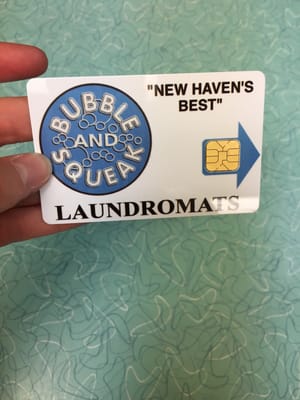 "NEW HAVEN'S
BEST"
BUBBLE
AND
SQUEAK
LAUNDROMATS